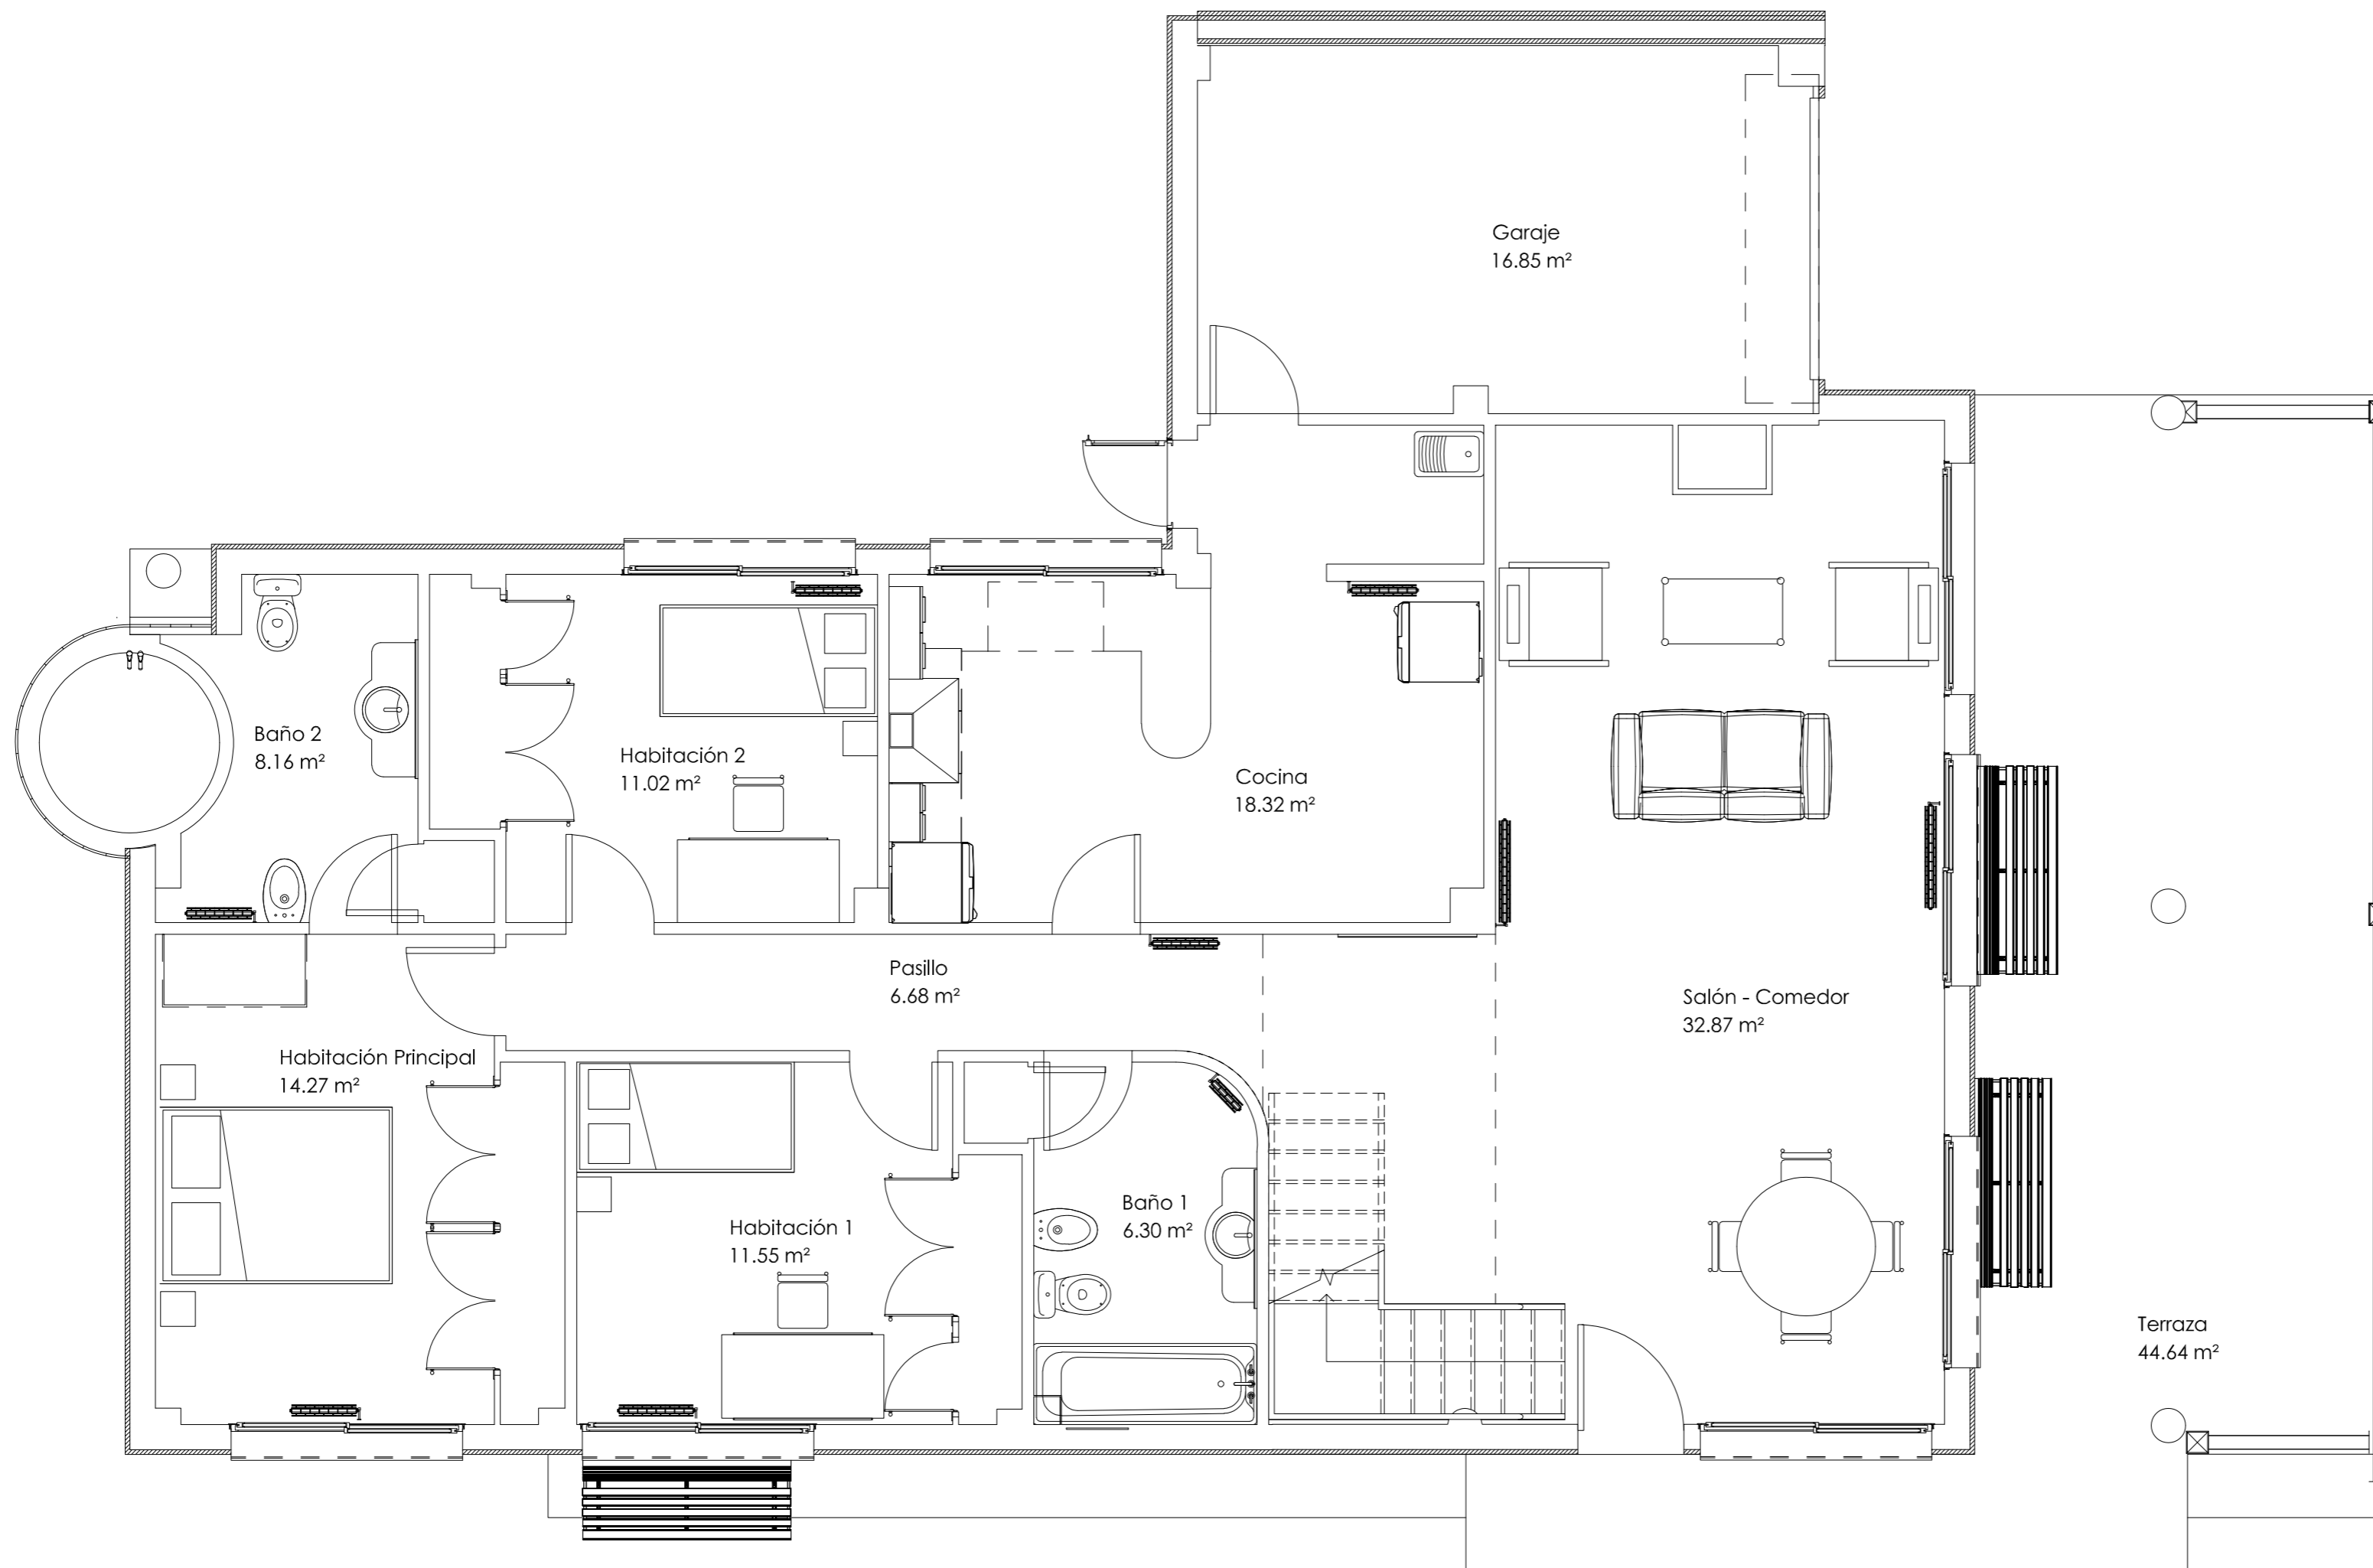 Garaje
16.85 m²
Baño 2
8.16 m²
Habitación 2
11.02 m²
Cocina
18.32 m²
Pasillo
6.68 m²
Salón - Comedor
32.87 m²
Habitación Principal
14.27 m²
Baño 1
6.30 m²
Habitación 1
11.55 m²
Terraza
44.64 m²